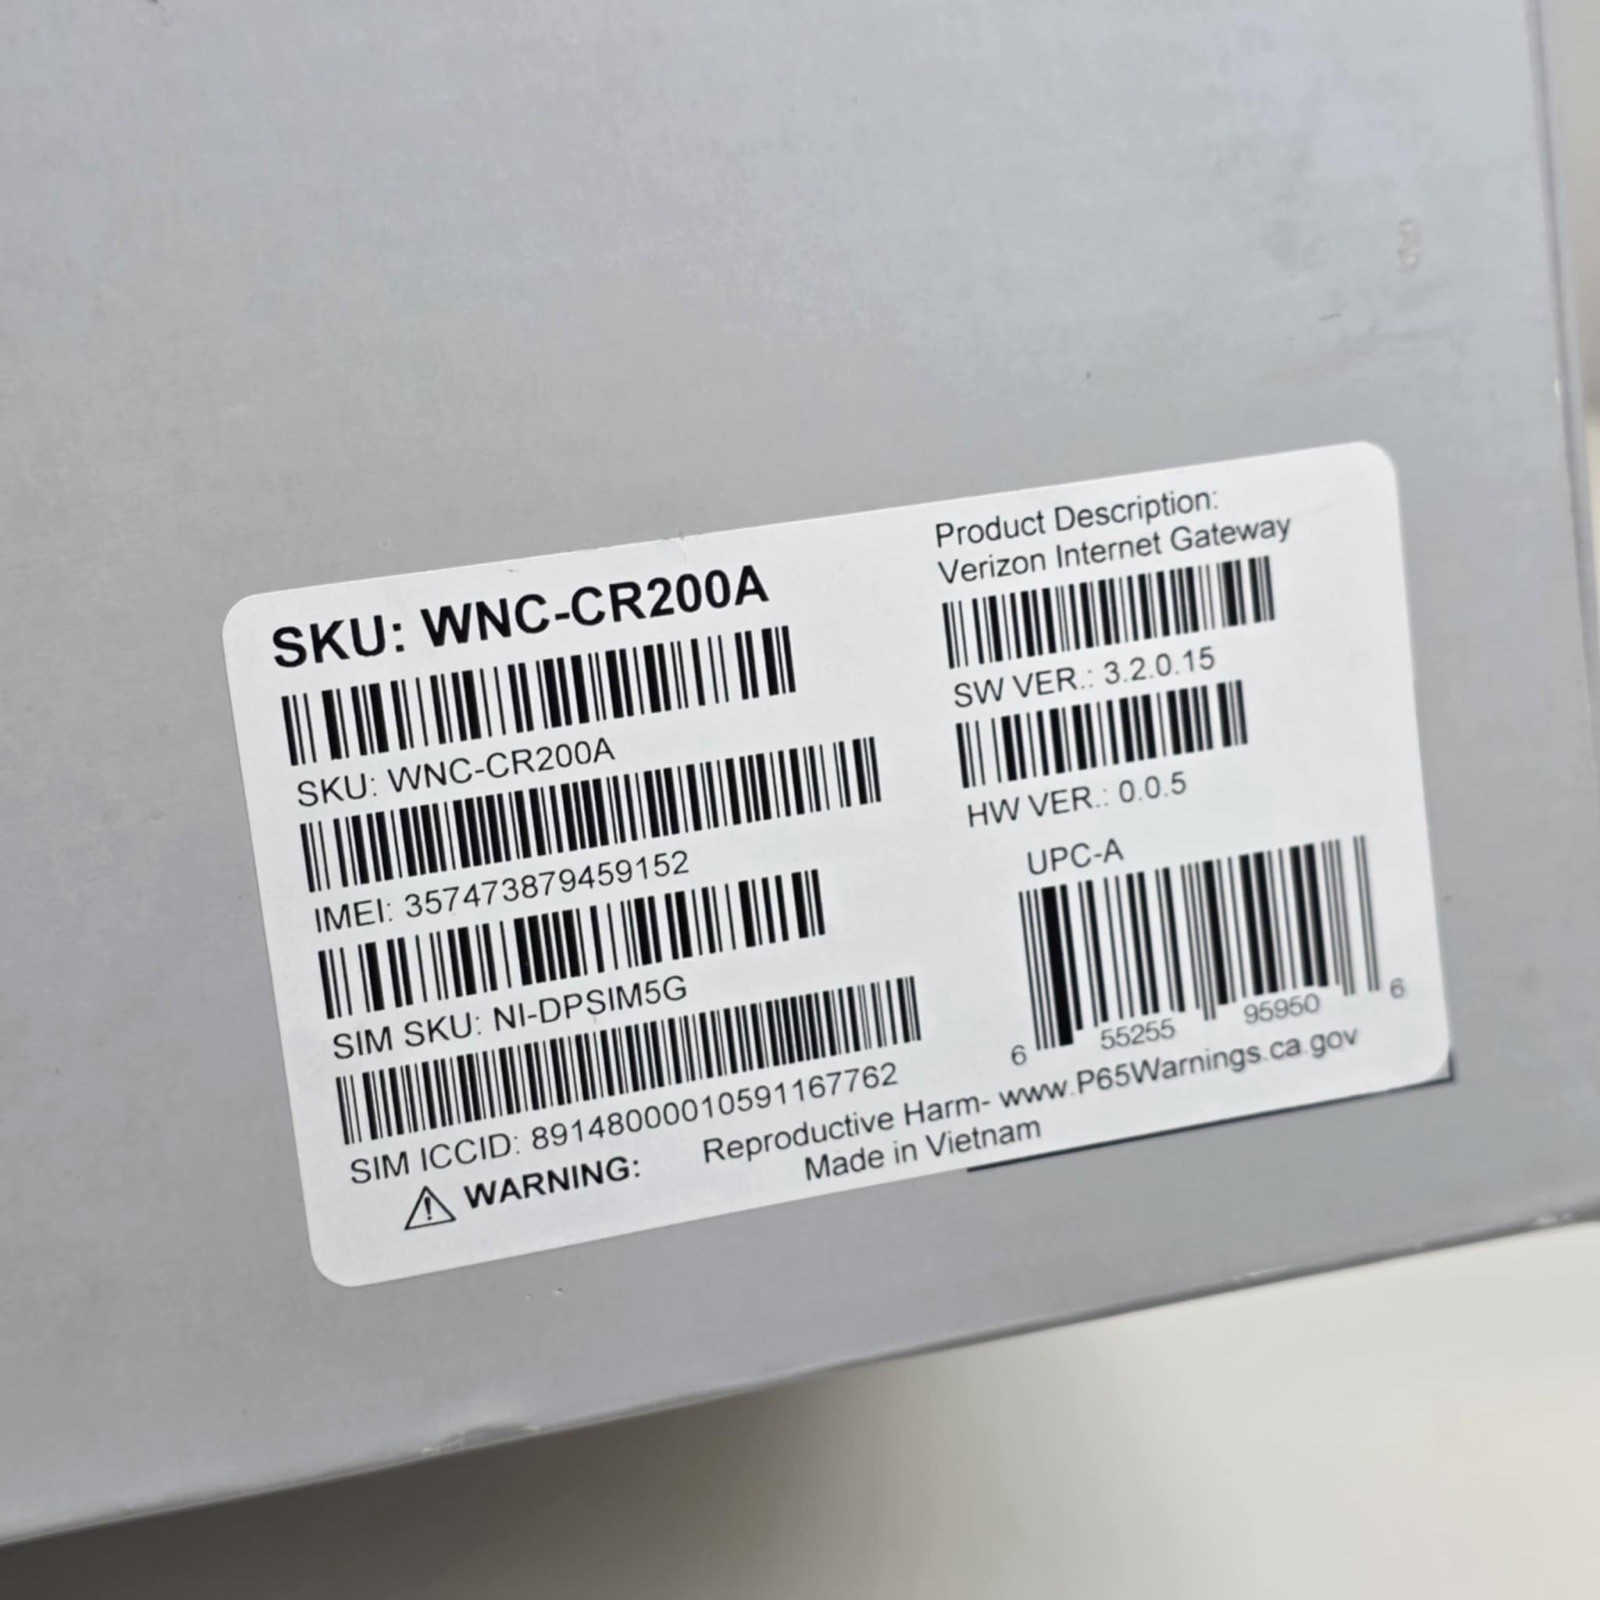 SKU: WNC-CR200A
SKU: WNC-CR200A
IMEI: 357473879459152
SIM SKU: NI-DPSIM5G
SIM ICCID: 89148000010591167762
Product Description:
Verizon Internet Gateway
SW VER.: 3.2.0.15
HW VER.: 0.0.5
UPC-A
6 55255 95950 6
WARNING: Reproductive Harm- www.P65Warnings.ca.gov
Made in Vietnam